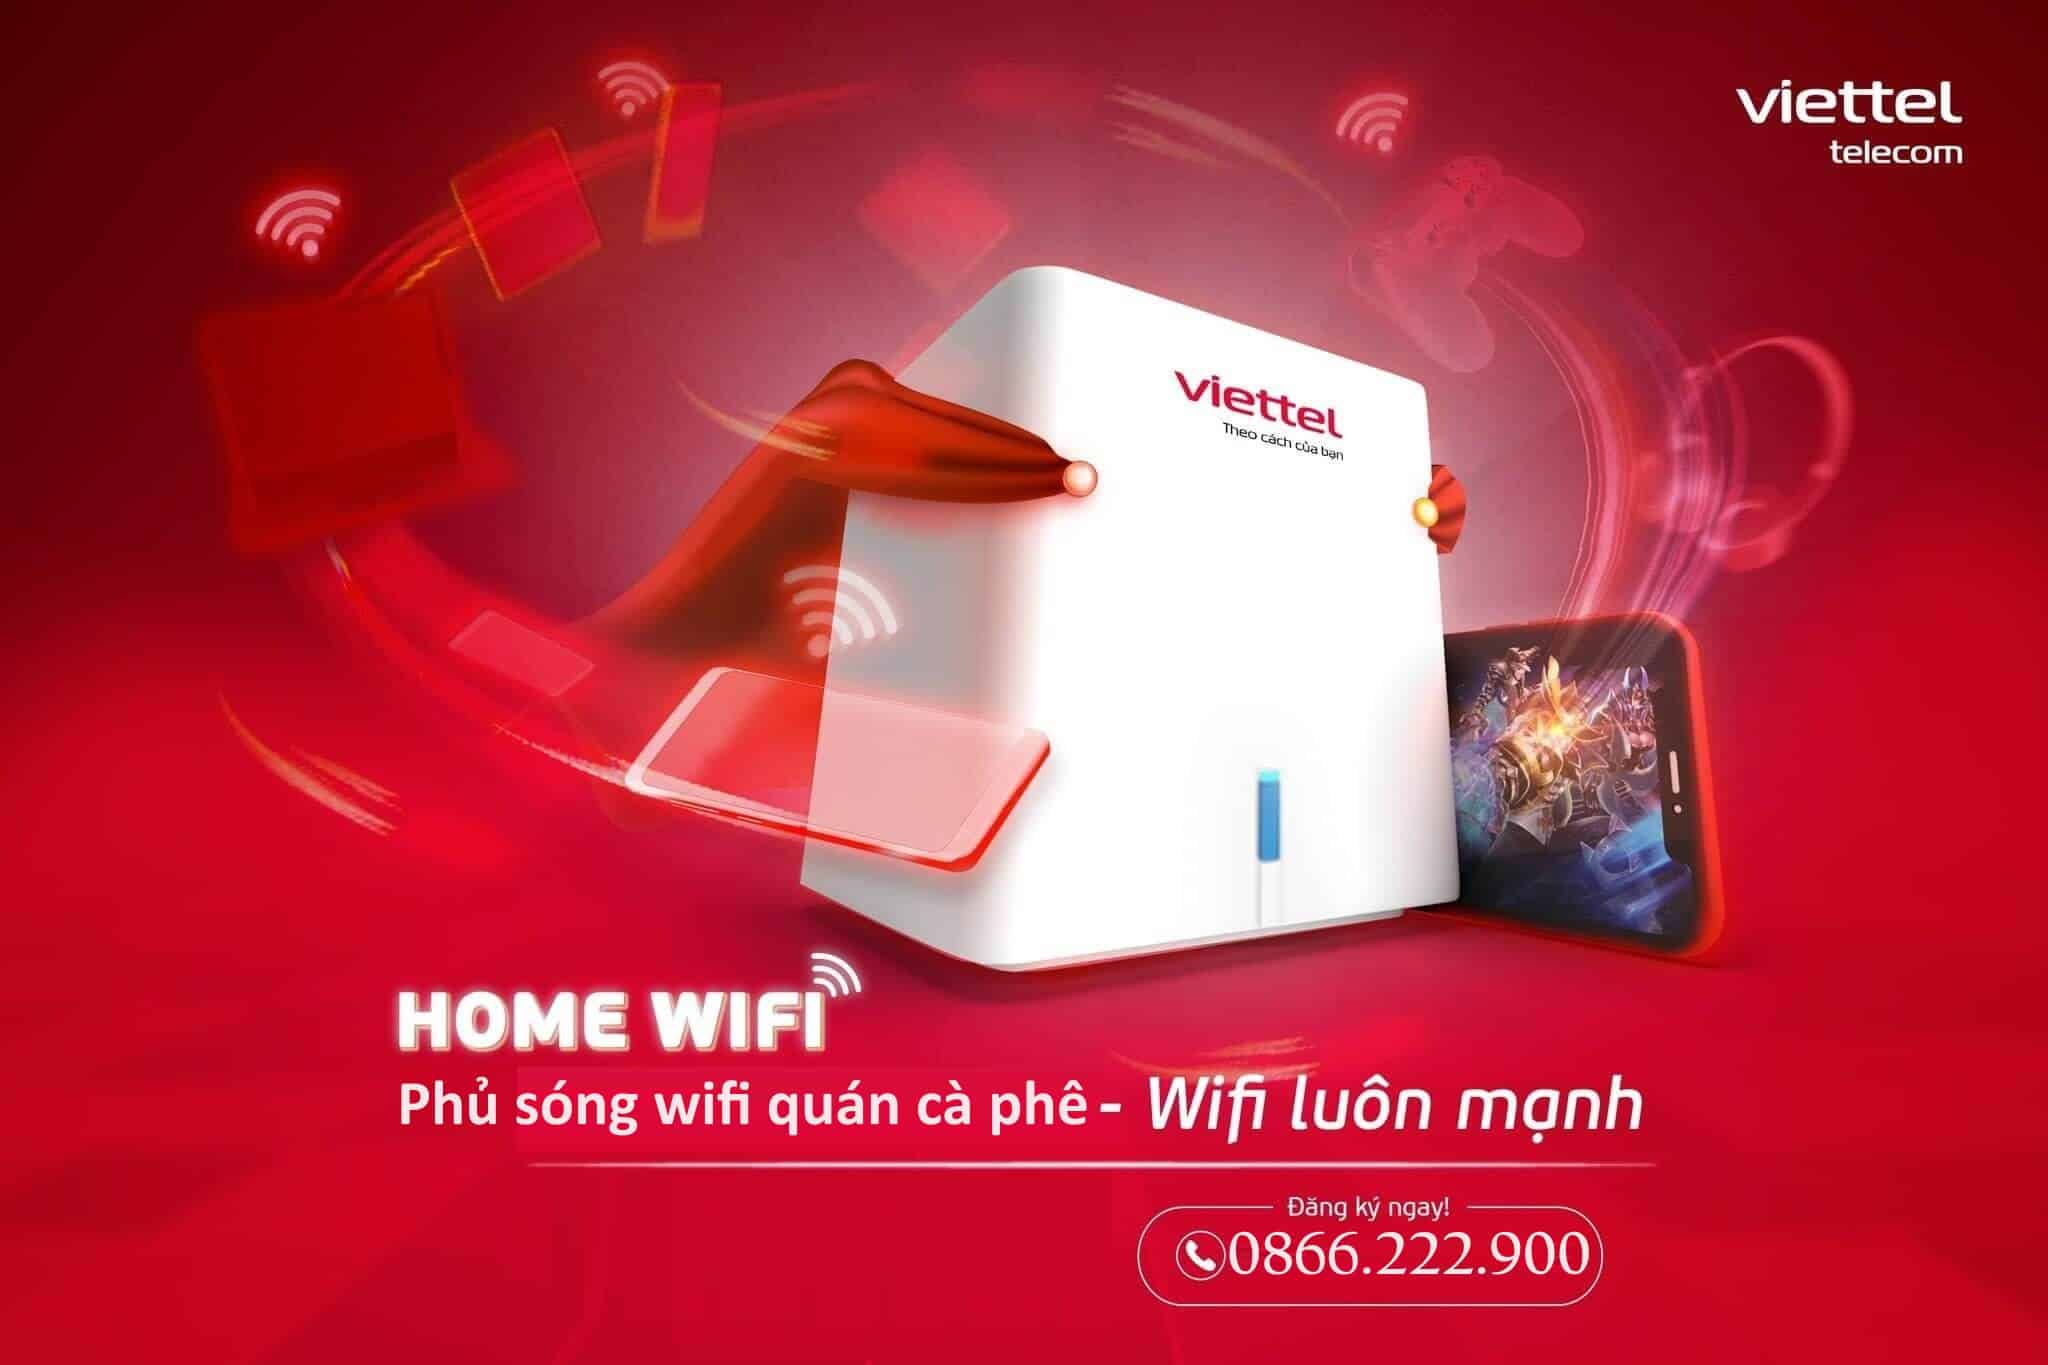 viettel
telecom
viettel
Theo cách của bạn
HOME WIFI
Phủ sóng wifi quán cà phê - Wifi luôn mạnh
Đăng ký ngay!
0866.222.900